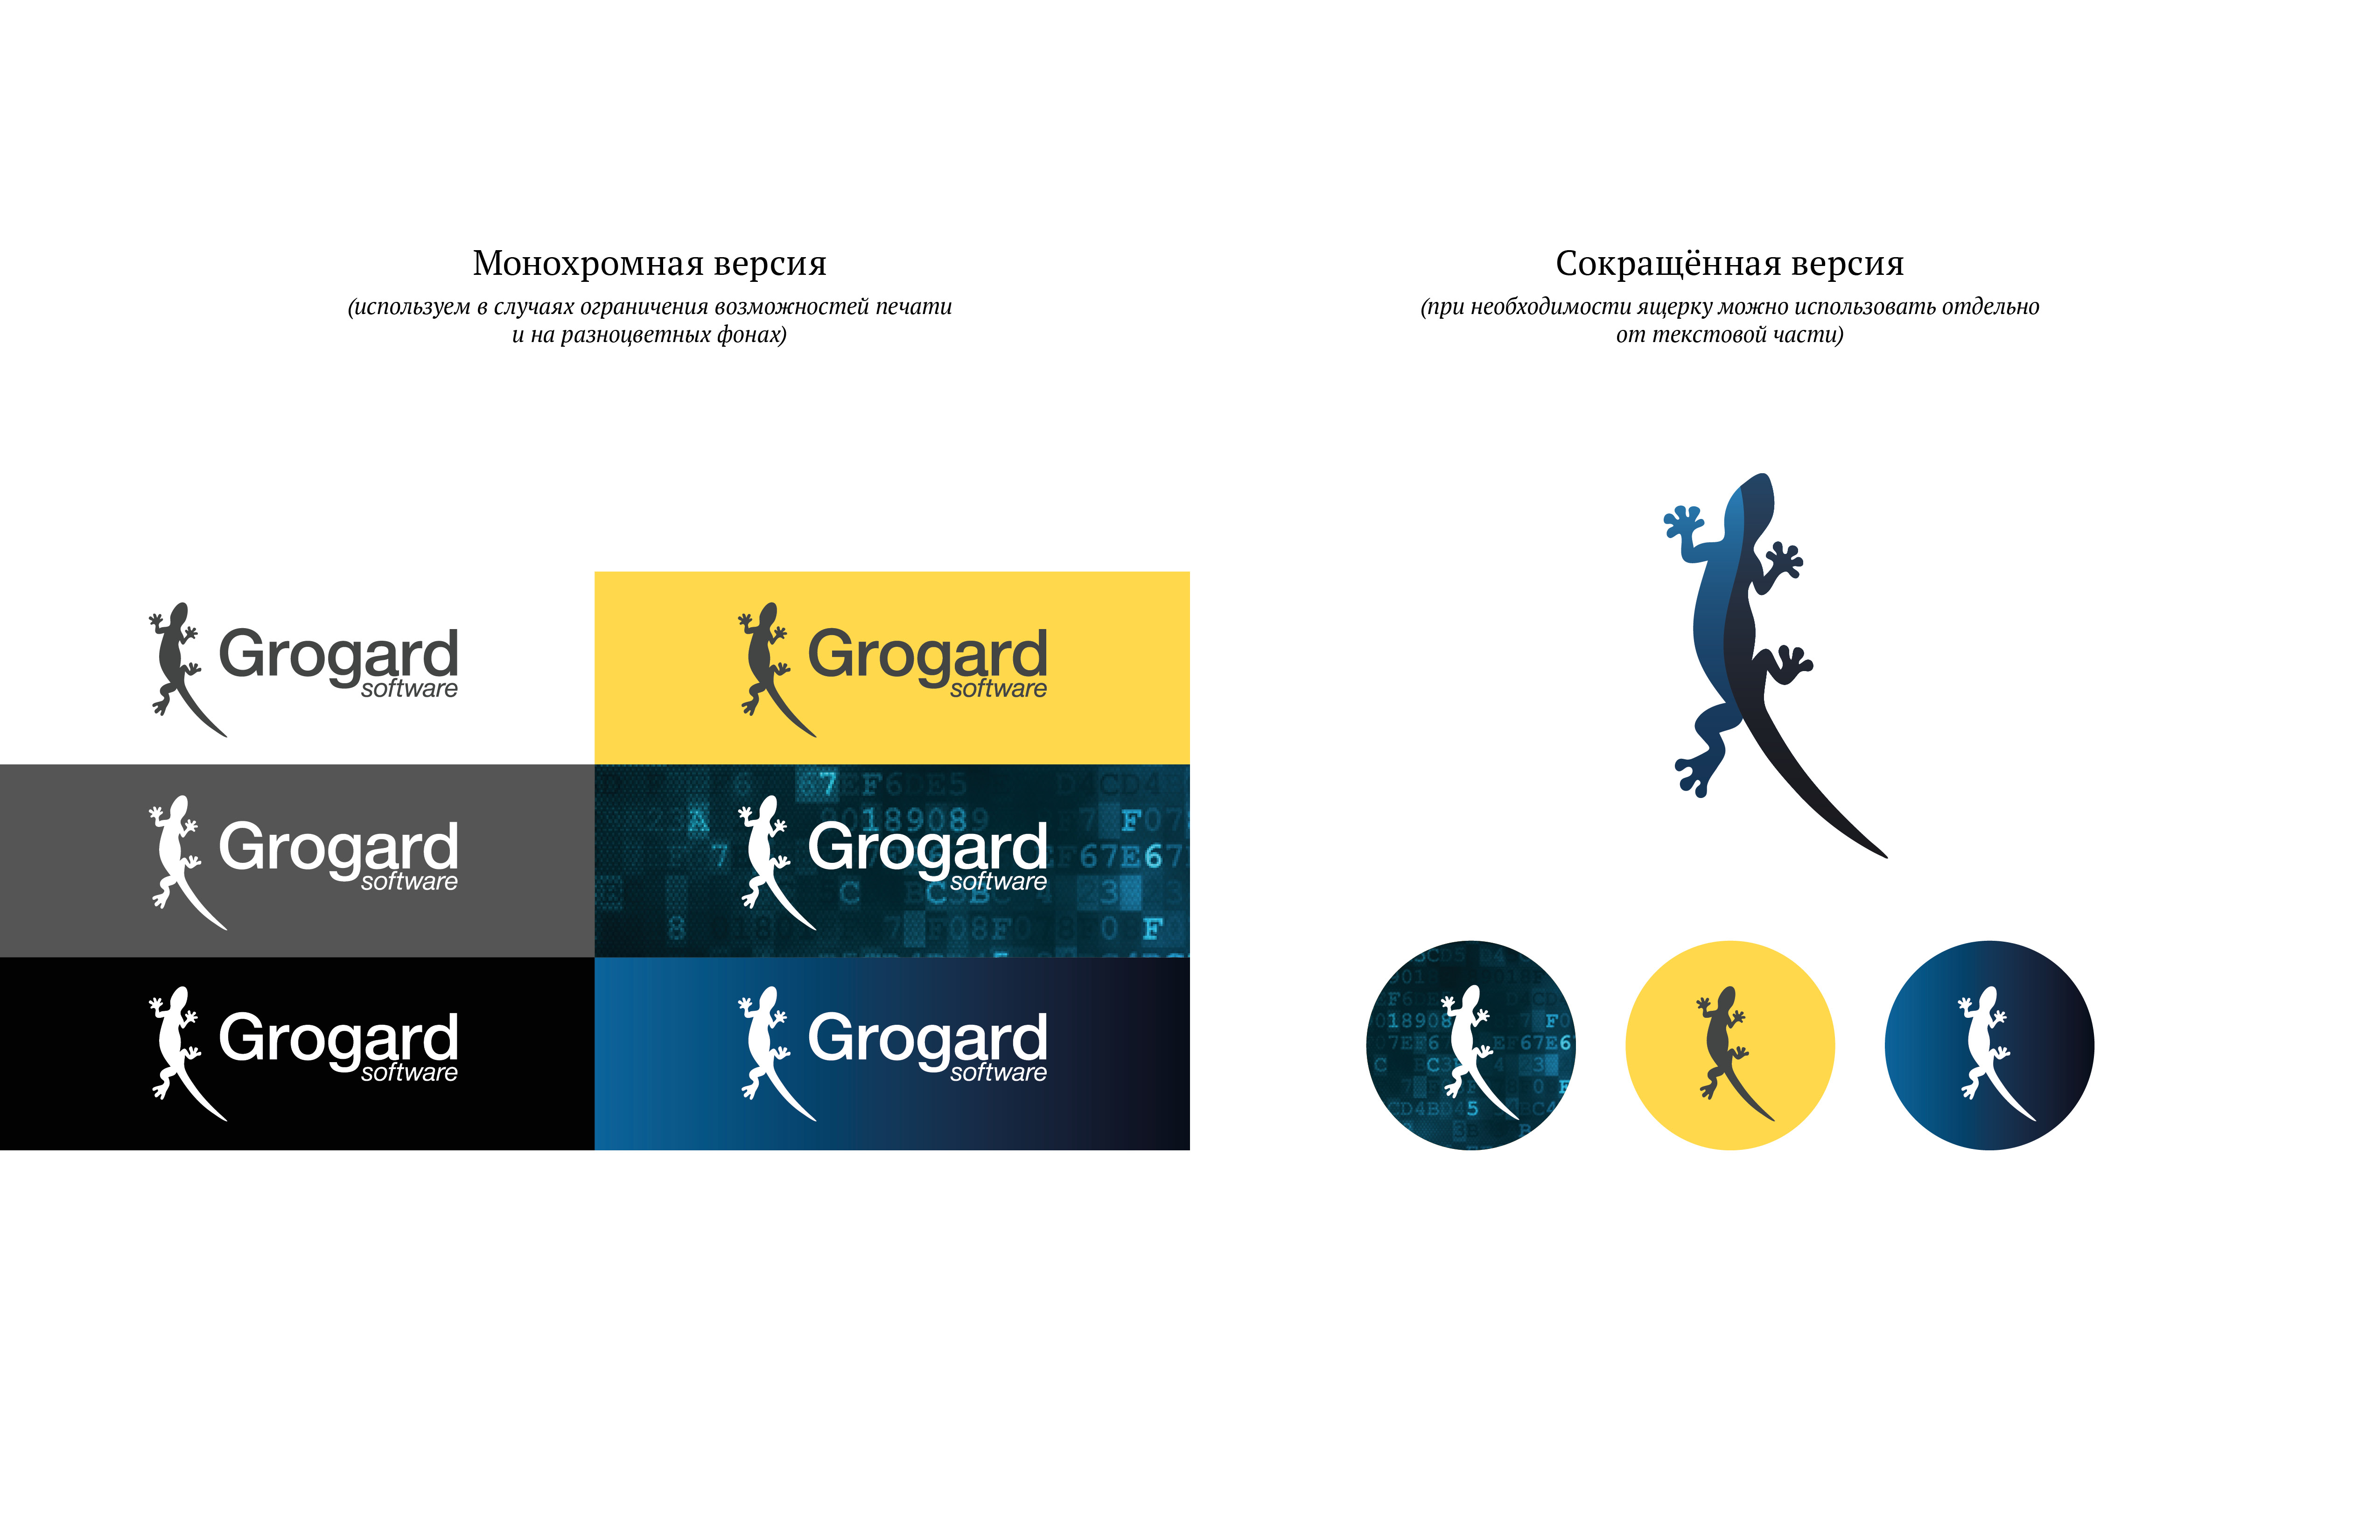 Монохромная версия
(используем в случаях ограничения возможностей печати
и на разноцветных фонах)
Сокращённая версия
(при необходимости ящерку можно использовать отдельно
от текстовой части)
Grogard
software
Grogard
software
Grogard
software
Grogard
software
Grogard
software
Grogard
software